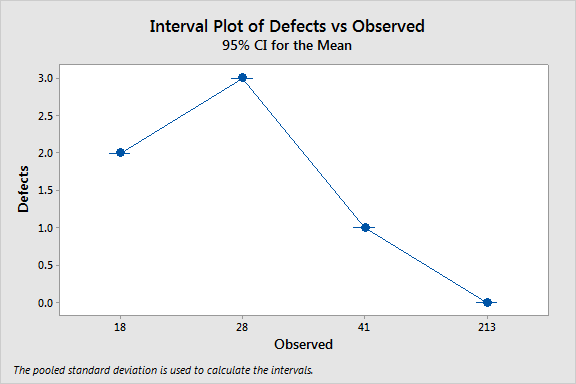 Interval Plot of Defects vs Observed
95% CI for the Mean
3.0
2.5
2.0
1.5
1.0
0.5
0.0
Defects
18 28 41 213
Observed
The pooled standard deviation is used to calculate the intervals.